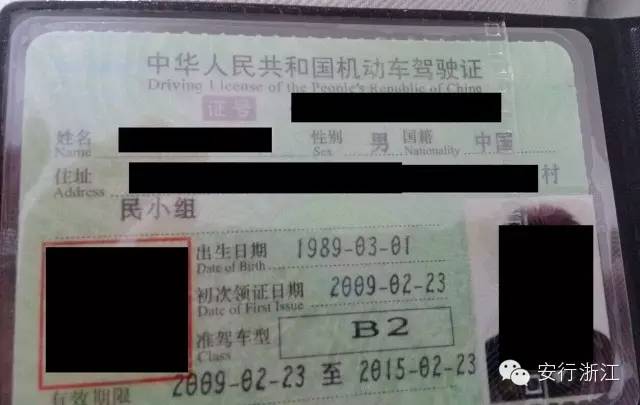 中华人民共和国机动车驾驶证
Driving License of the People's Republic of China
证号
姓名 性别 男 国籍 中国
Name Sex Nationality
住址 村
Address
民小组
出生日期 1989-03-01
Date of Birth
初次领证日期 2009-02-23
Date of First Issue
准驾车型 B2
Class
有效期限 2009-02-23 至 2015-02-23
安行浙江